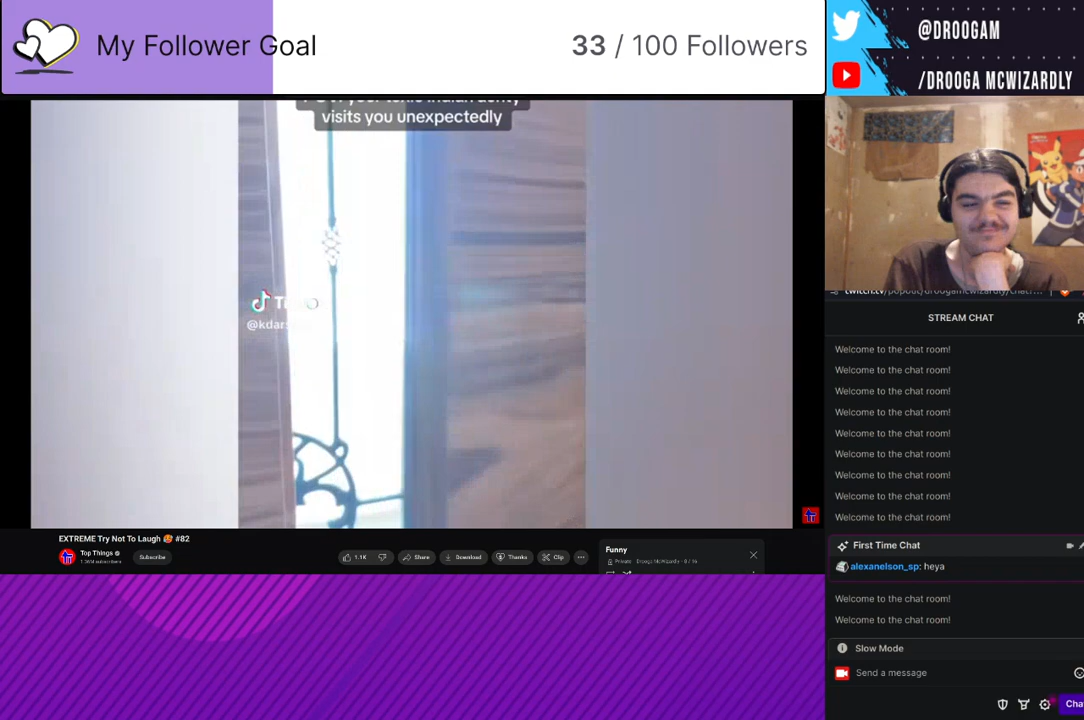 My Follower Goal
33 / 100 Followers
@DROOGAM
/DROOGA MCWIZARDLY
visits you unexpectedly
@kdar
STREAM CHAT
Welcome to the chat room!
Welcome to the chat room!
Welcome to the chat room!
Welcome to the chat room!
Welcome to the chat room!
Welcome to the chat room!
Welcome to the chat room!
Welcome to the chat room!
Welcome to the chat room!
First Time Chat
alexanelson_sp: heya
Welcome to the chat room!
Welcome to the chat room!
Slow Mode
Send a message
Cha
EXTREME Try Not To Laugh 🥵 #82
Top Things
Subscribe
1.1K
Share
Download
Thanks
Clip
Funny
Private